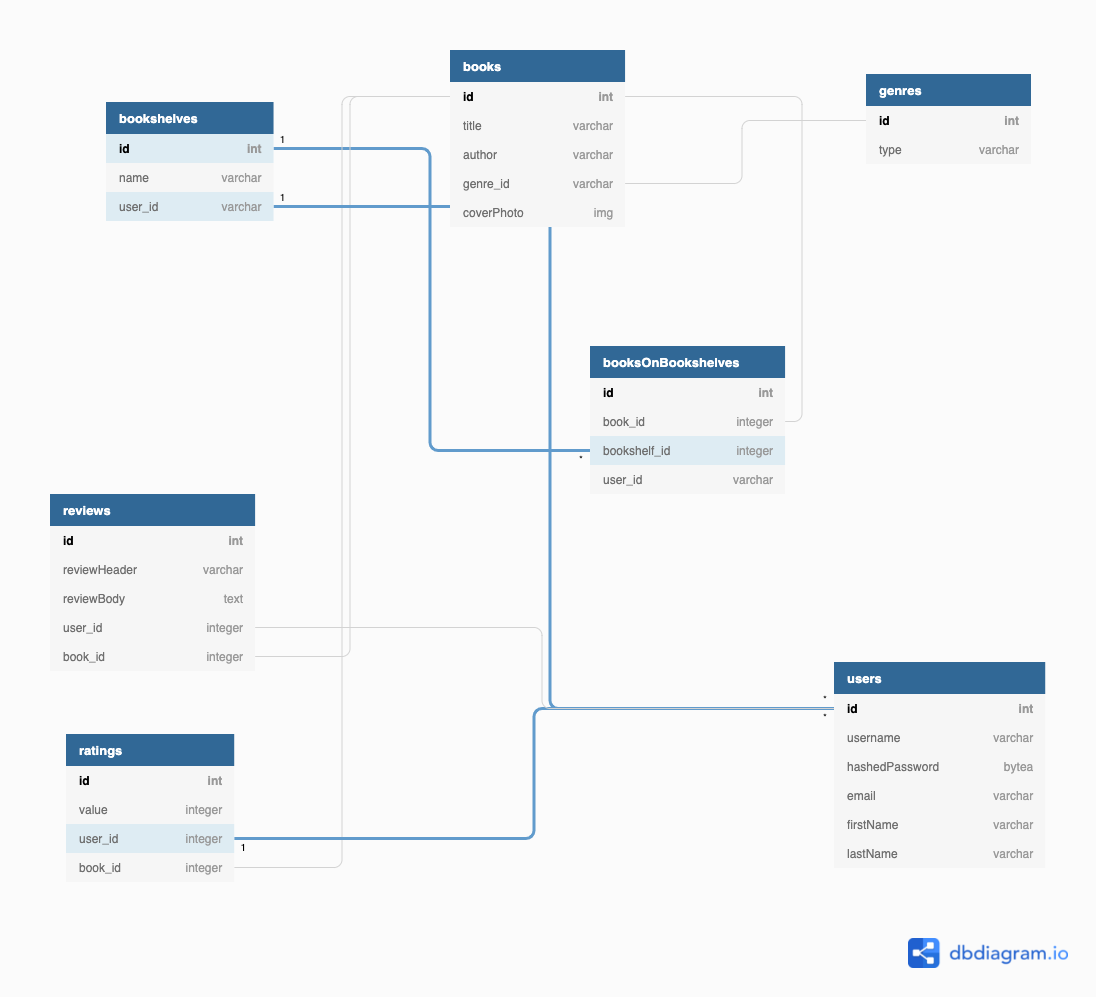 books
id int
title varchar
author varchar
genre_id varchar
coverPhoto img
genres
id int
type varchar
bookshelves
id int
name varchar
user_id varchar
1
1
booksOnBookshelves
id int
book_id integer
bookshelf_id integer
user_id varchar
*
reviews
id int
reviewHeader varchar
reviewBody text
user_id integer
book_id integer
users
id int
username varchar
hashedPassword bytea
email varchar
firstName varchar
lastName varchar
*
*
ratings
id int
value integer
user_id integer
book_id integer
1
dbdiagram.io